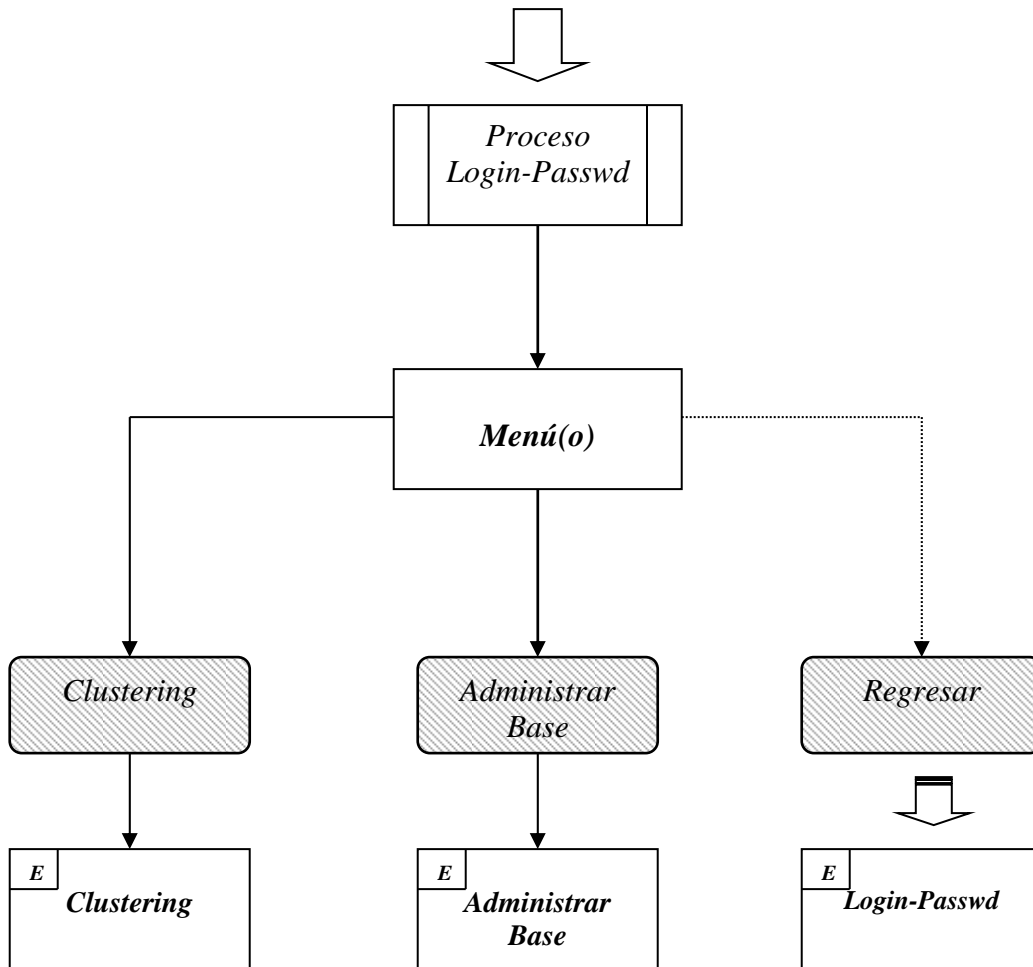 Proceso
Login-Passwd
Menú(o)
Clustering
Administrar
Base
Regresar
E
Clustering
E
Administrar
Base
E
Login-Passwd